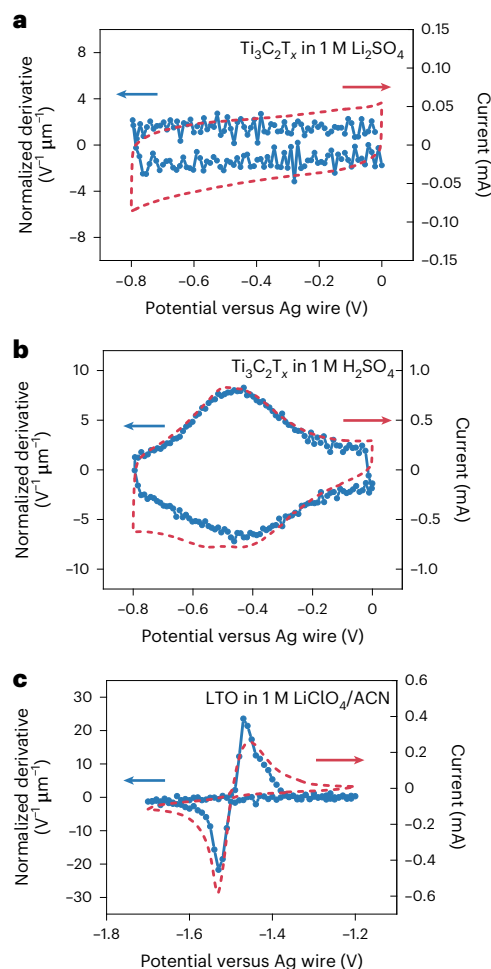 a
Ti₃C₂Tₓ in 1 M Li₂SO₄
Normalized derivative
(V⁻¹ μm⁻¹)
8
4
0
−4
−8
0.15
0.10
0.05
0
−0.05
−0.10
−0.15
Current (mA)
−0.8 −0.6 −0.4 −0.2 0
Potential versus Ag wire (V)
b
Ti₃C₂Tₓ in 1 M H₂SO₄
Normalized derivative
(V⁻¹ μm⁻¹)
10
5
0
−5
−10
1.0
0.5
0
−0.5
−1.0
Current (mA)
−0.8 −0.6 −0.4 −0.2 0
Potential versus Ag wire (V)
c
LTO in 1 M LiClO₄/ACN
Normalized derivative
(V⁻¹ μm⁻¹)
30
20
10
0
−10
−20
−30
0.6
0.4
0.2
0
−0.2
−0.4
−0.6
Current (mA)
−1.8 −1.6 −1.4 −1.2
Potential versus Ag wire (V)